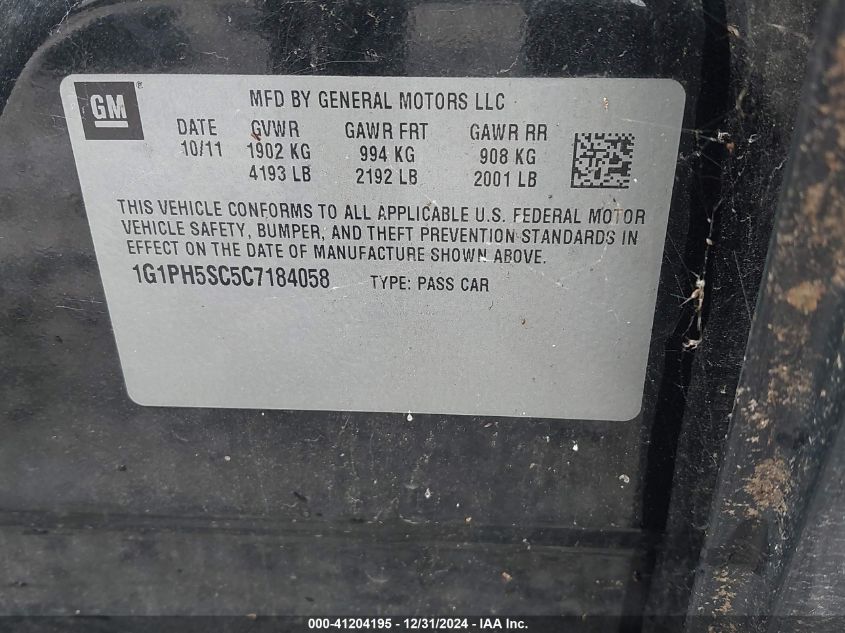 GM ®
MFD BY GENERAL MOTORS LLC
DATE GVWR GAWR FRT GAWR RR
10/11 1902 KG 994 KG 908 KG
4193 LB 2192 LB 2001 LB
THIS VEHICLE CONFORMS TO ALL APPLICABLE U.S. FEDERAL MOTOR
VEHICLE SAFETY, BUMPER, AND THEFT PREVENTION STANDARDS IN
EFFECT ON THE DATE OF MANUFACTURE SHOWN ABOVE.
1G1PH5SC5C7184058 TYPE: PASS CAR
000-41204195 - 12/31/2024 - IAA Inc.